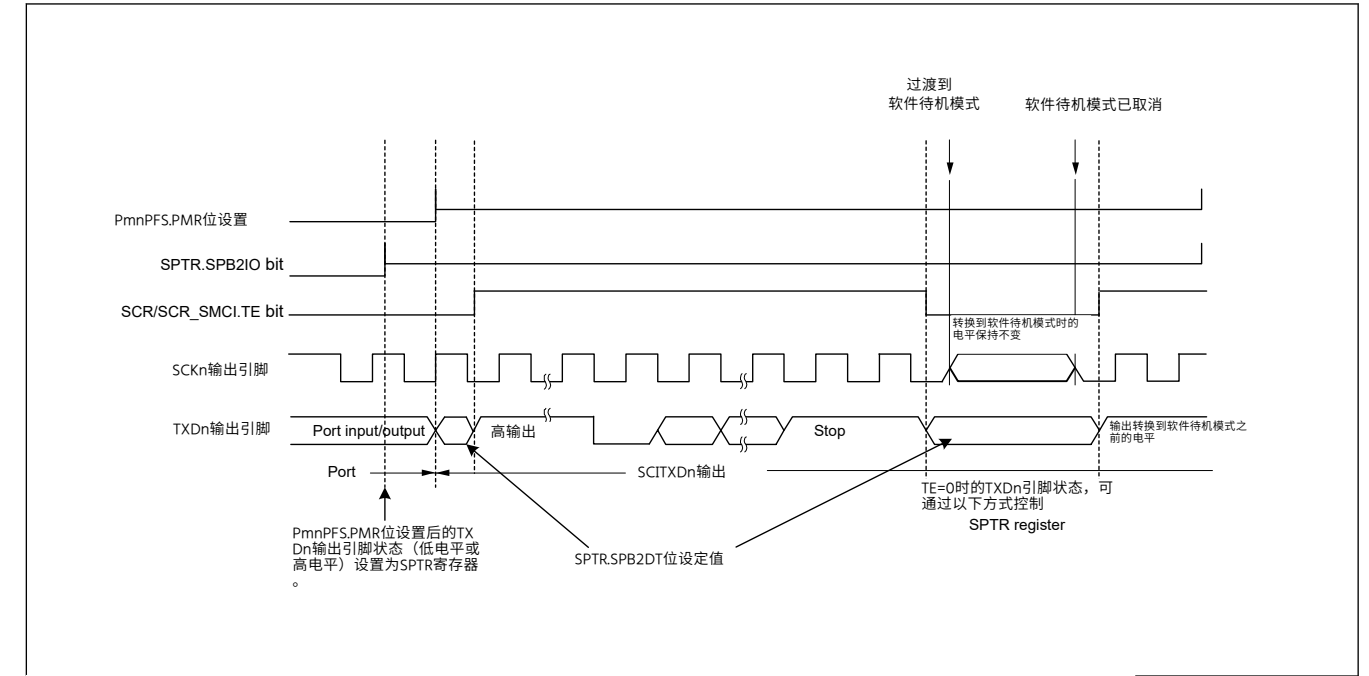 过渡到
软件待机模式
软件待机模式已取消
PmnPFS.PMR位设置
SPTR.SPB2IO bit
SCR/SCR_SMCI.TE bit
转换到软件待机模式时的
电平保持不变
SCKn输出引脚
TXDn输出引脚
Port input/output
高输出
Stop
输出转换到软件待机模式之
前的电平
Port
SCITXDn输出
TE=0时的TXDn引脚状态，可
通过以下方式控制
SPTR register
PmnPFS.PMR位设置后的TX
Dn输出引脚状态（低电平或
高电平）设置为SPTR寄存器
。
SPTR.SPB2DT位设定值